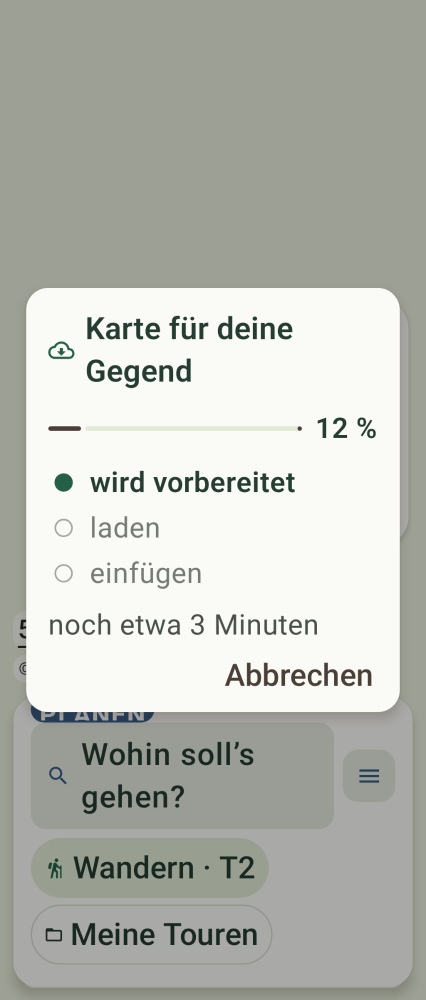 Karte für deine
Gegend
12 %
wird vorbereitet
laden
einfügen
noch etwa 3 Minuten
Abbrechen
PLANEN
Wohin soll’s
gehen?
Wandern · T2
Meine Touren